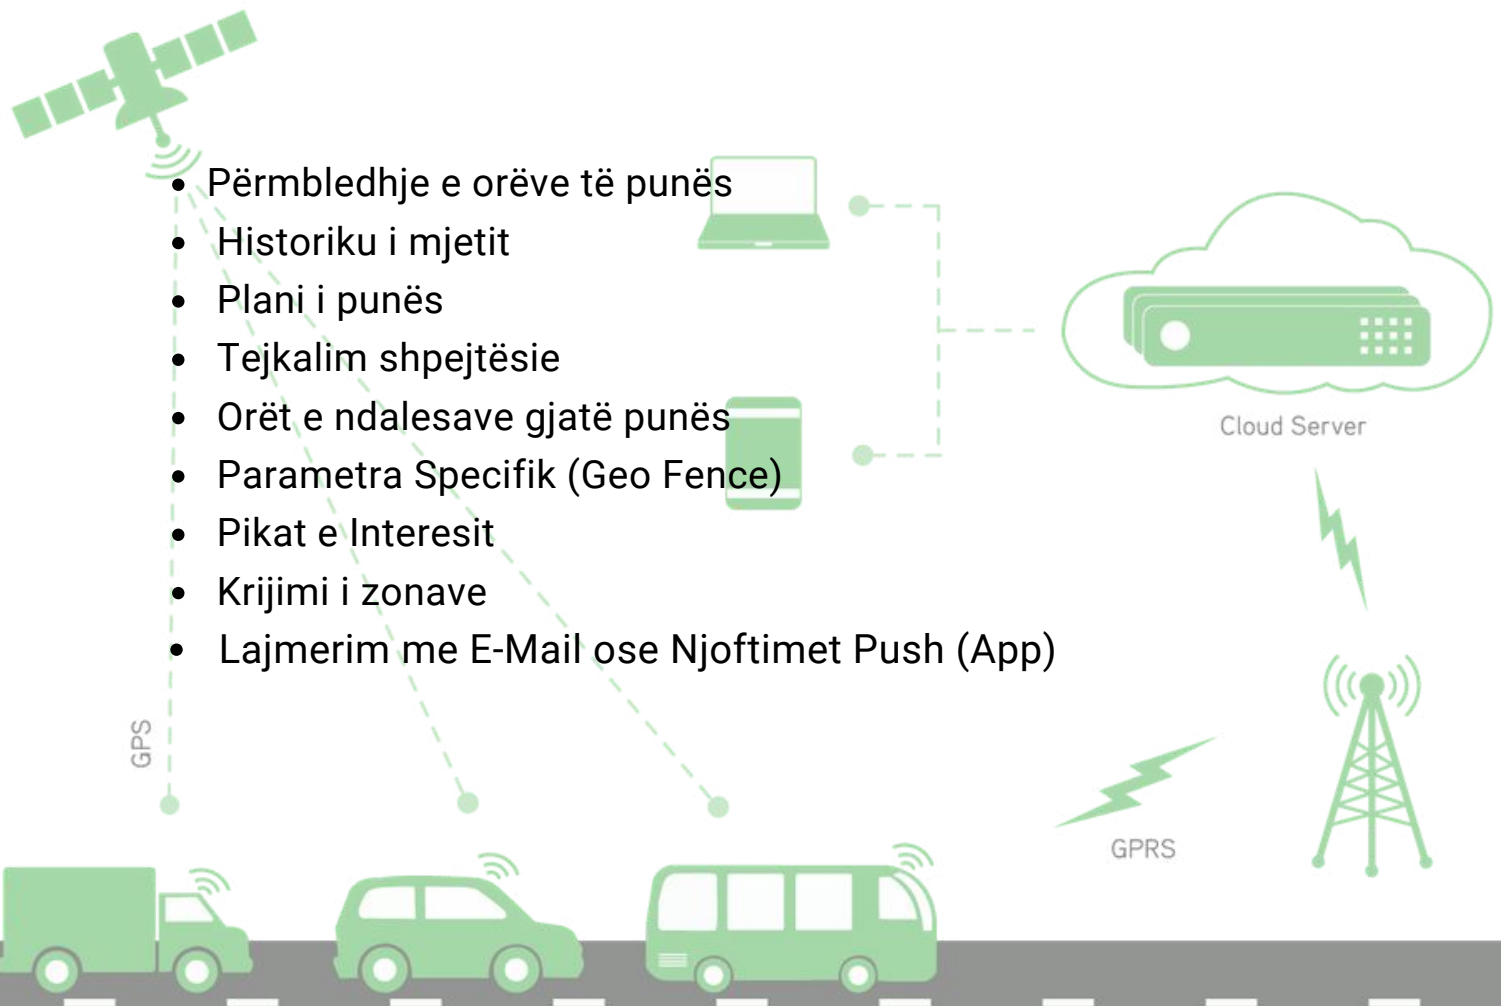 • Përmbledhje e orëve të punës
• Historiku i mjetit
• Plani i punës
• Tejkalim shpejtësie
• Orët e ndalesave gjatë punës
• Parametra Specifik (Geo Fence)
• Pikat e Interesit
• Krijimi i zonave
• Lajmerim me E-Mail ose Njoftimet Push (App)
Cloud Server
GPS
GPRS